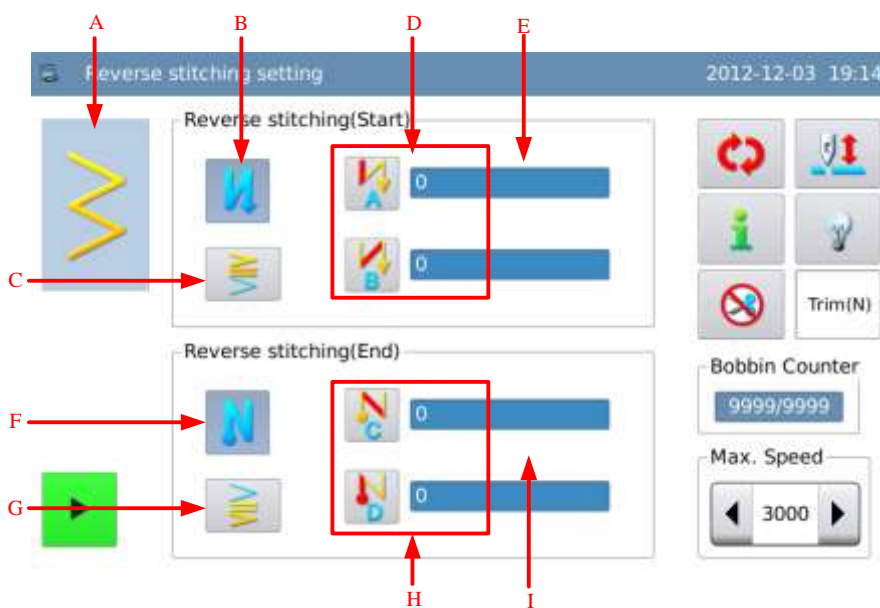 A B D E
Reverse stitching setting 2012-12-03 19:14
Reverse stitching(Start)
A 0
B 0
C
Trim(N)
Reverse stitching(End)
C 0
D 0
F
G
H I
Bobbin Counter
9999/9999
Max. Speed
3000